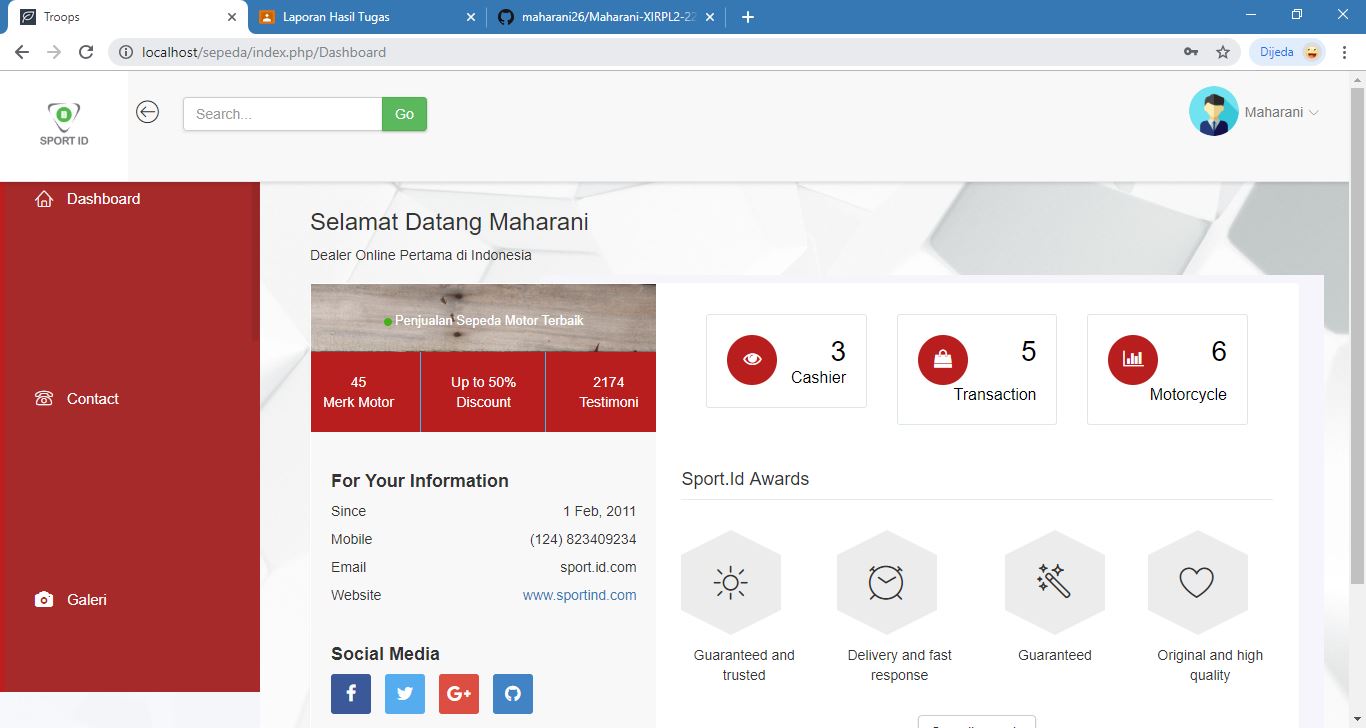 Troops
Laporan Hasil Tugas
maharani26/Maharani-XIRPL2-22
localhost/sepeda/index.php/Dashboard
Dijeda
SPORT ID
Search...
Go
Maharani
Dashboard
Contact
Galeri
Selamat Datang Maharani
Dealer Online Pertama di Indonesia
Penjualan Sepeda Motor Terbaik
45
Merk Motor
Up to 50%
Discount
2174
Testimoni
For Your Information
Since 1 Feb, 2011
Mobile (124) 823409234
Email sport.id.com
Website www.sportind.com
Social Media
3
Cashier
5
Transaction
6
Motorcycle
Sport.Id Awards
Guaranteed and
trusted
Delivery and fast
response
Guaranteed
Original and high
quality